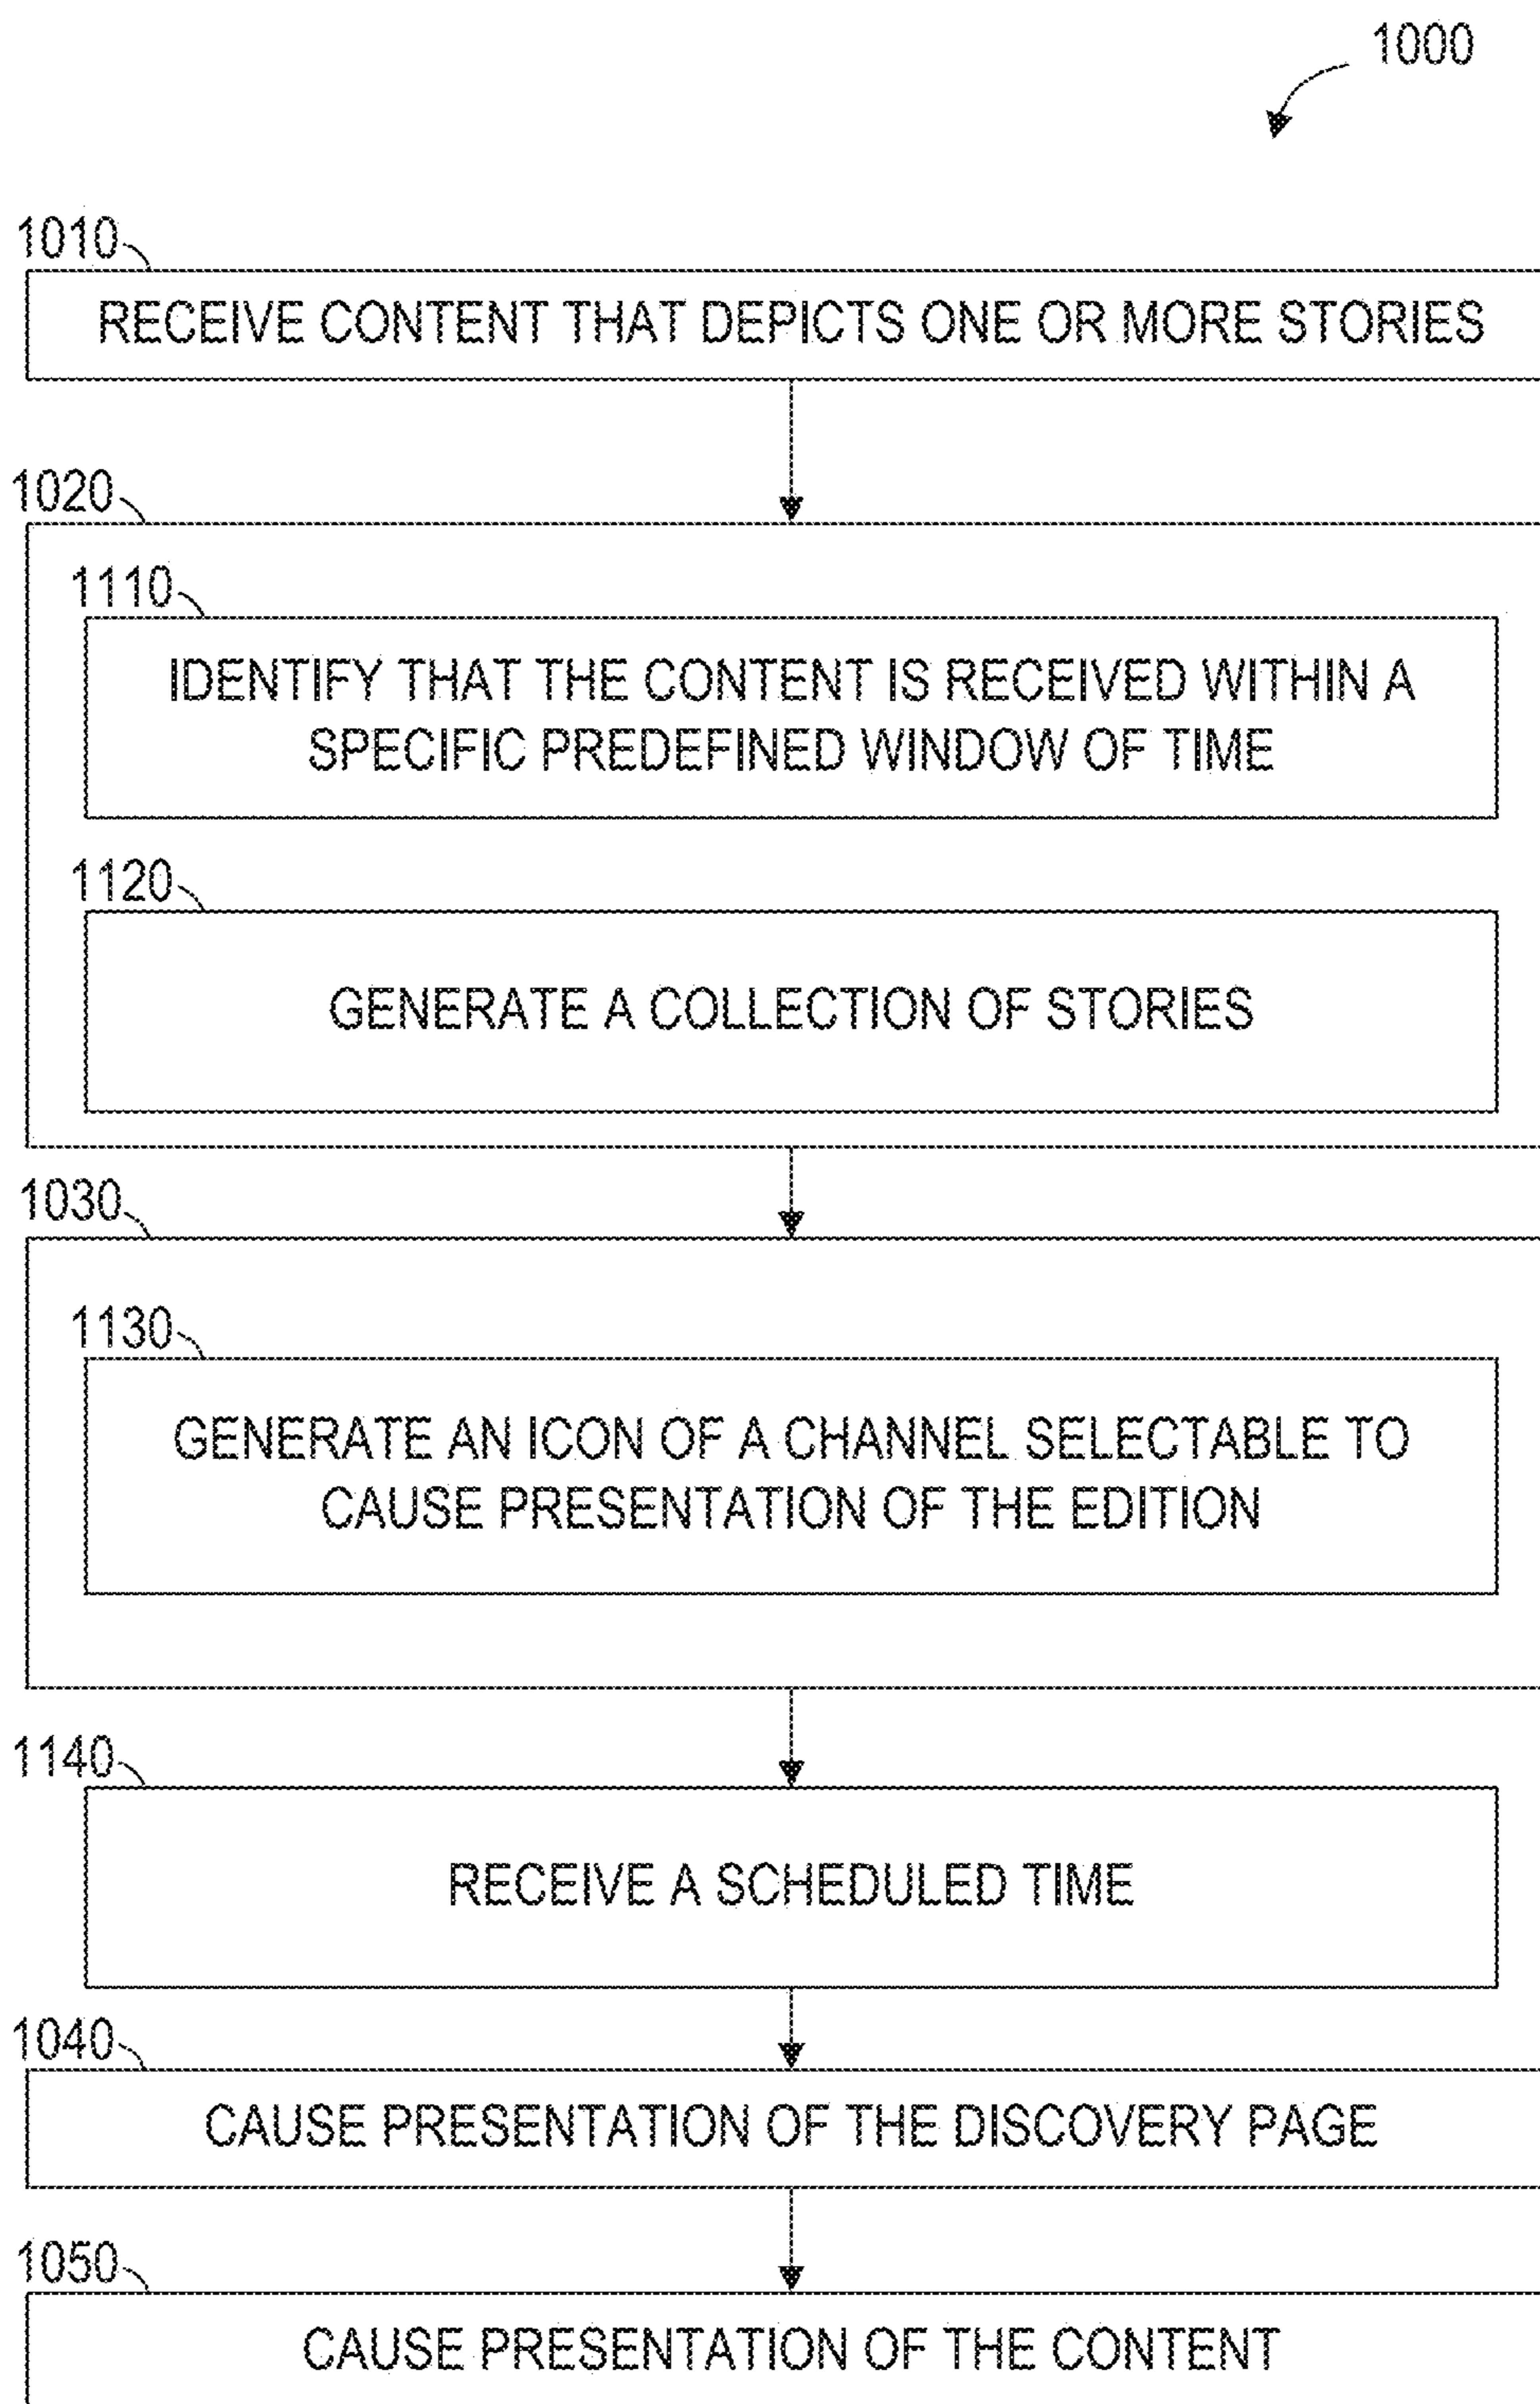 1000
1010
RECEIVE CONTENT THAT DEPICTS ONE OR MORE STORIES
1020
1110
IDENTIFY THAT THE CONTENT IS RECEIVED WITHIN A
SPECIFIC PREDEFINED WINDOW OF TIME
1120
GENERATE A COLLECTION OF STORIES
1030
1130
GENERATE AN ICON OF A CHANNEL SELECTABLE TO
CAUSE PRESENTATION OF THE EDITION
1140
RECEIVE A SCHEDULED TIME
1040
CAUSE PRESENTATION OF THE DISCOVERY PAGE
1050
CAUSE PRESENTATION OF THE CONTENT